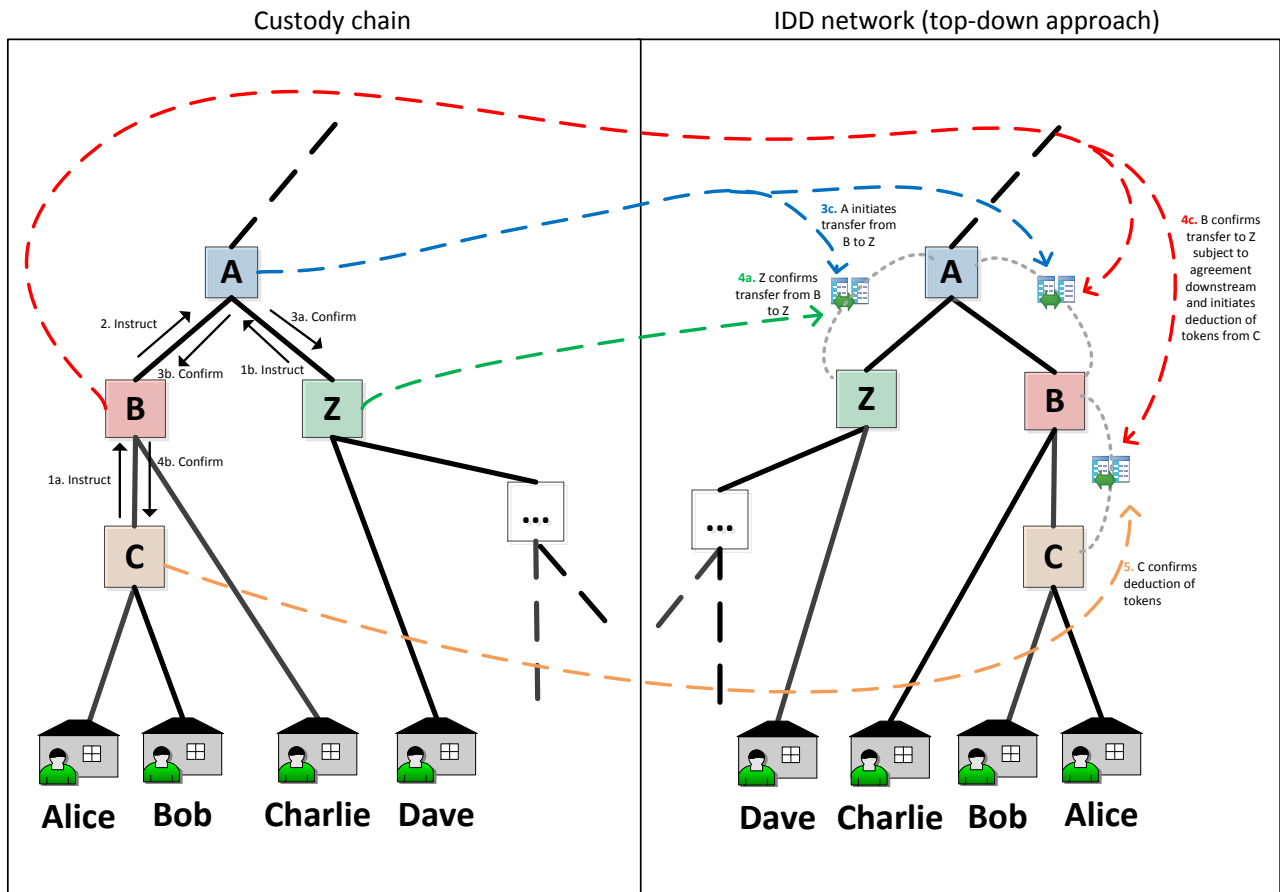 Custody chain
IDD network (top-down approach)
A
2. Instruct
3a. Confirm
3b. Confirm
1b. Instruct
B
Z
1a. Instruct
4b. Confirm
...
C
Alice
Bob
Charlie
Dave
3c. A initiates
transfer from
B to Z
4a. Z confirms
transfer from B
to Z
A
4c. B confirms
transfer to Z
subject to
agreement
downstream
and initiates
deduction of
tokens from C
Z
B
...
C
5. C confirms
deduction of
tokens
Dave
Charlie
Bob
Alice